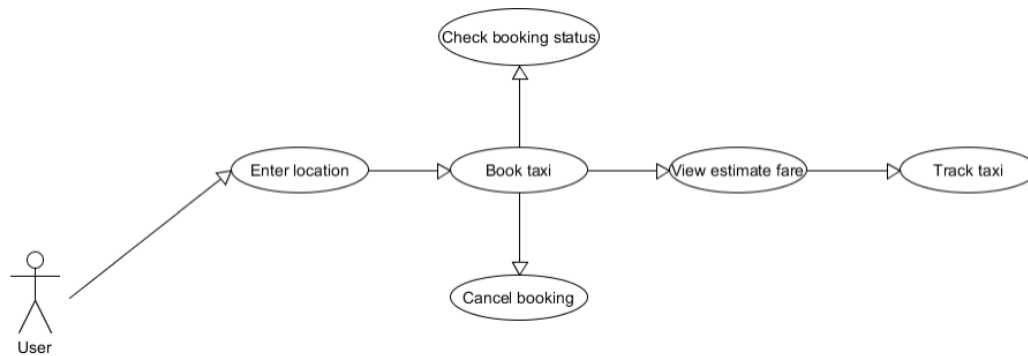 Check booking status
Enter location
Book taxi
View estimate fare
Track taxi
Cancel booking
User